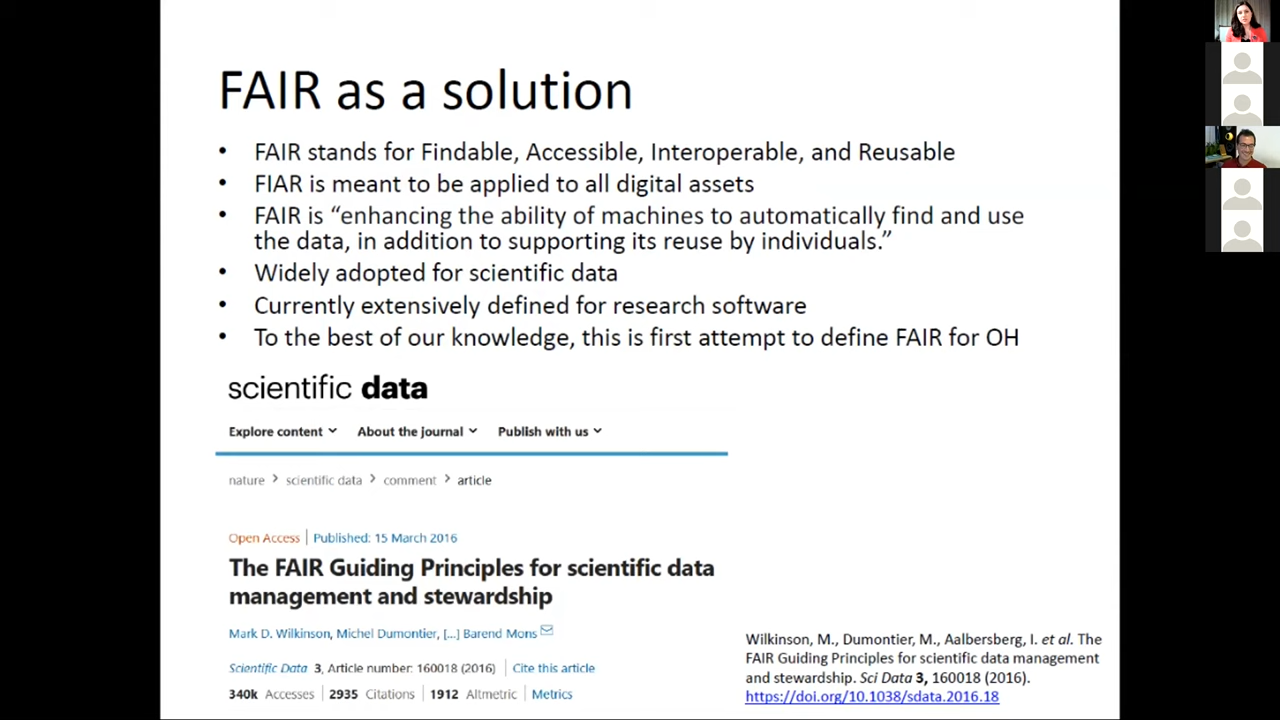 FAIR as a solution
• FAIR stands for Findable, Accessible, Interoperable, and Reusable
• FIAR is meant to be applied to all digital assets
• FAIR is “enhancing the ability of machines to automatically find and use
the data, in addition to supporting its reuse by individuals.”
• Widely adopted for scientific data
• Currently extensively defined for research software
• To the best of our knowledge, this is first attempt to define FAIR for OH
scientific data
Explore content About the journal Publish with us
nature > scientific data > comment > article
Open Access | Published: 15 March 2016
The FAIR Guiding Principles for scientific data
management and stewardship
Mark D. Wilkinson, Michel Dumontier, [...] Barend Mons
Scientific Data 3, Article number: 160018 (2016) | Cite this article
340k Accesses | 2935 Citations | 1912 Altmetric | Metrics
Wilkinson, M., Dumontier, M., Aalbersberg, I. et al. The
FAIR Guiding Principles for scientific data management
and stewardship. Sci Data 3, 160018 (2016).
https://doi.org/10.1038/sdata.2016.18